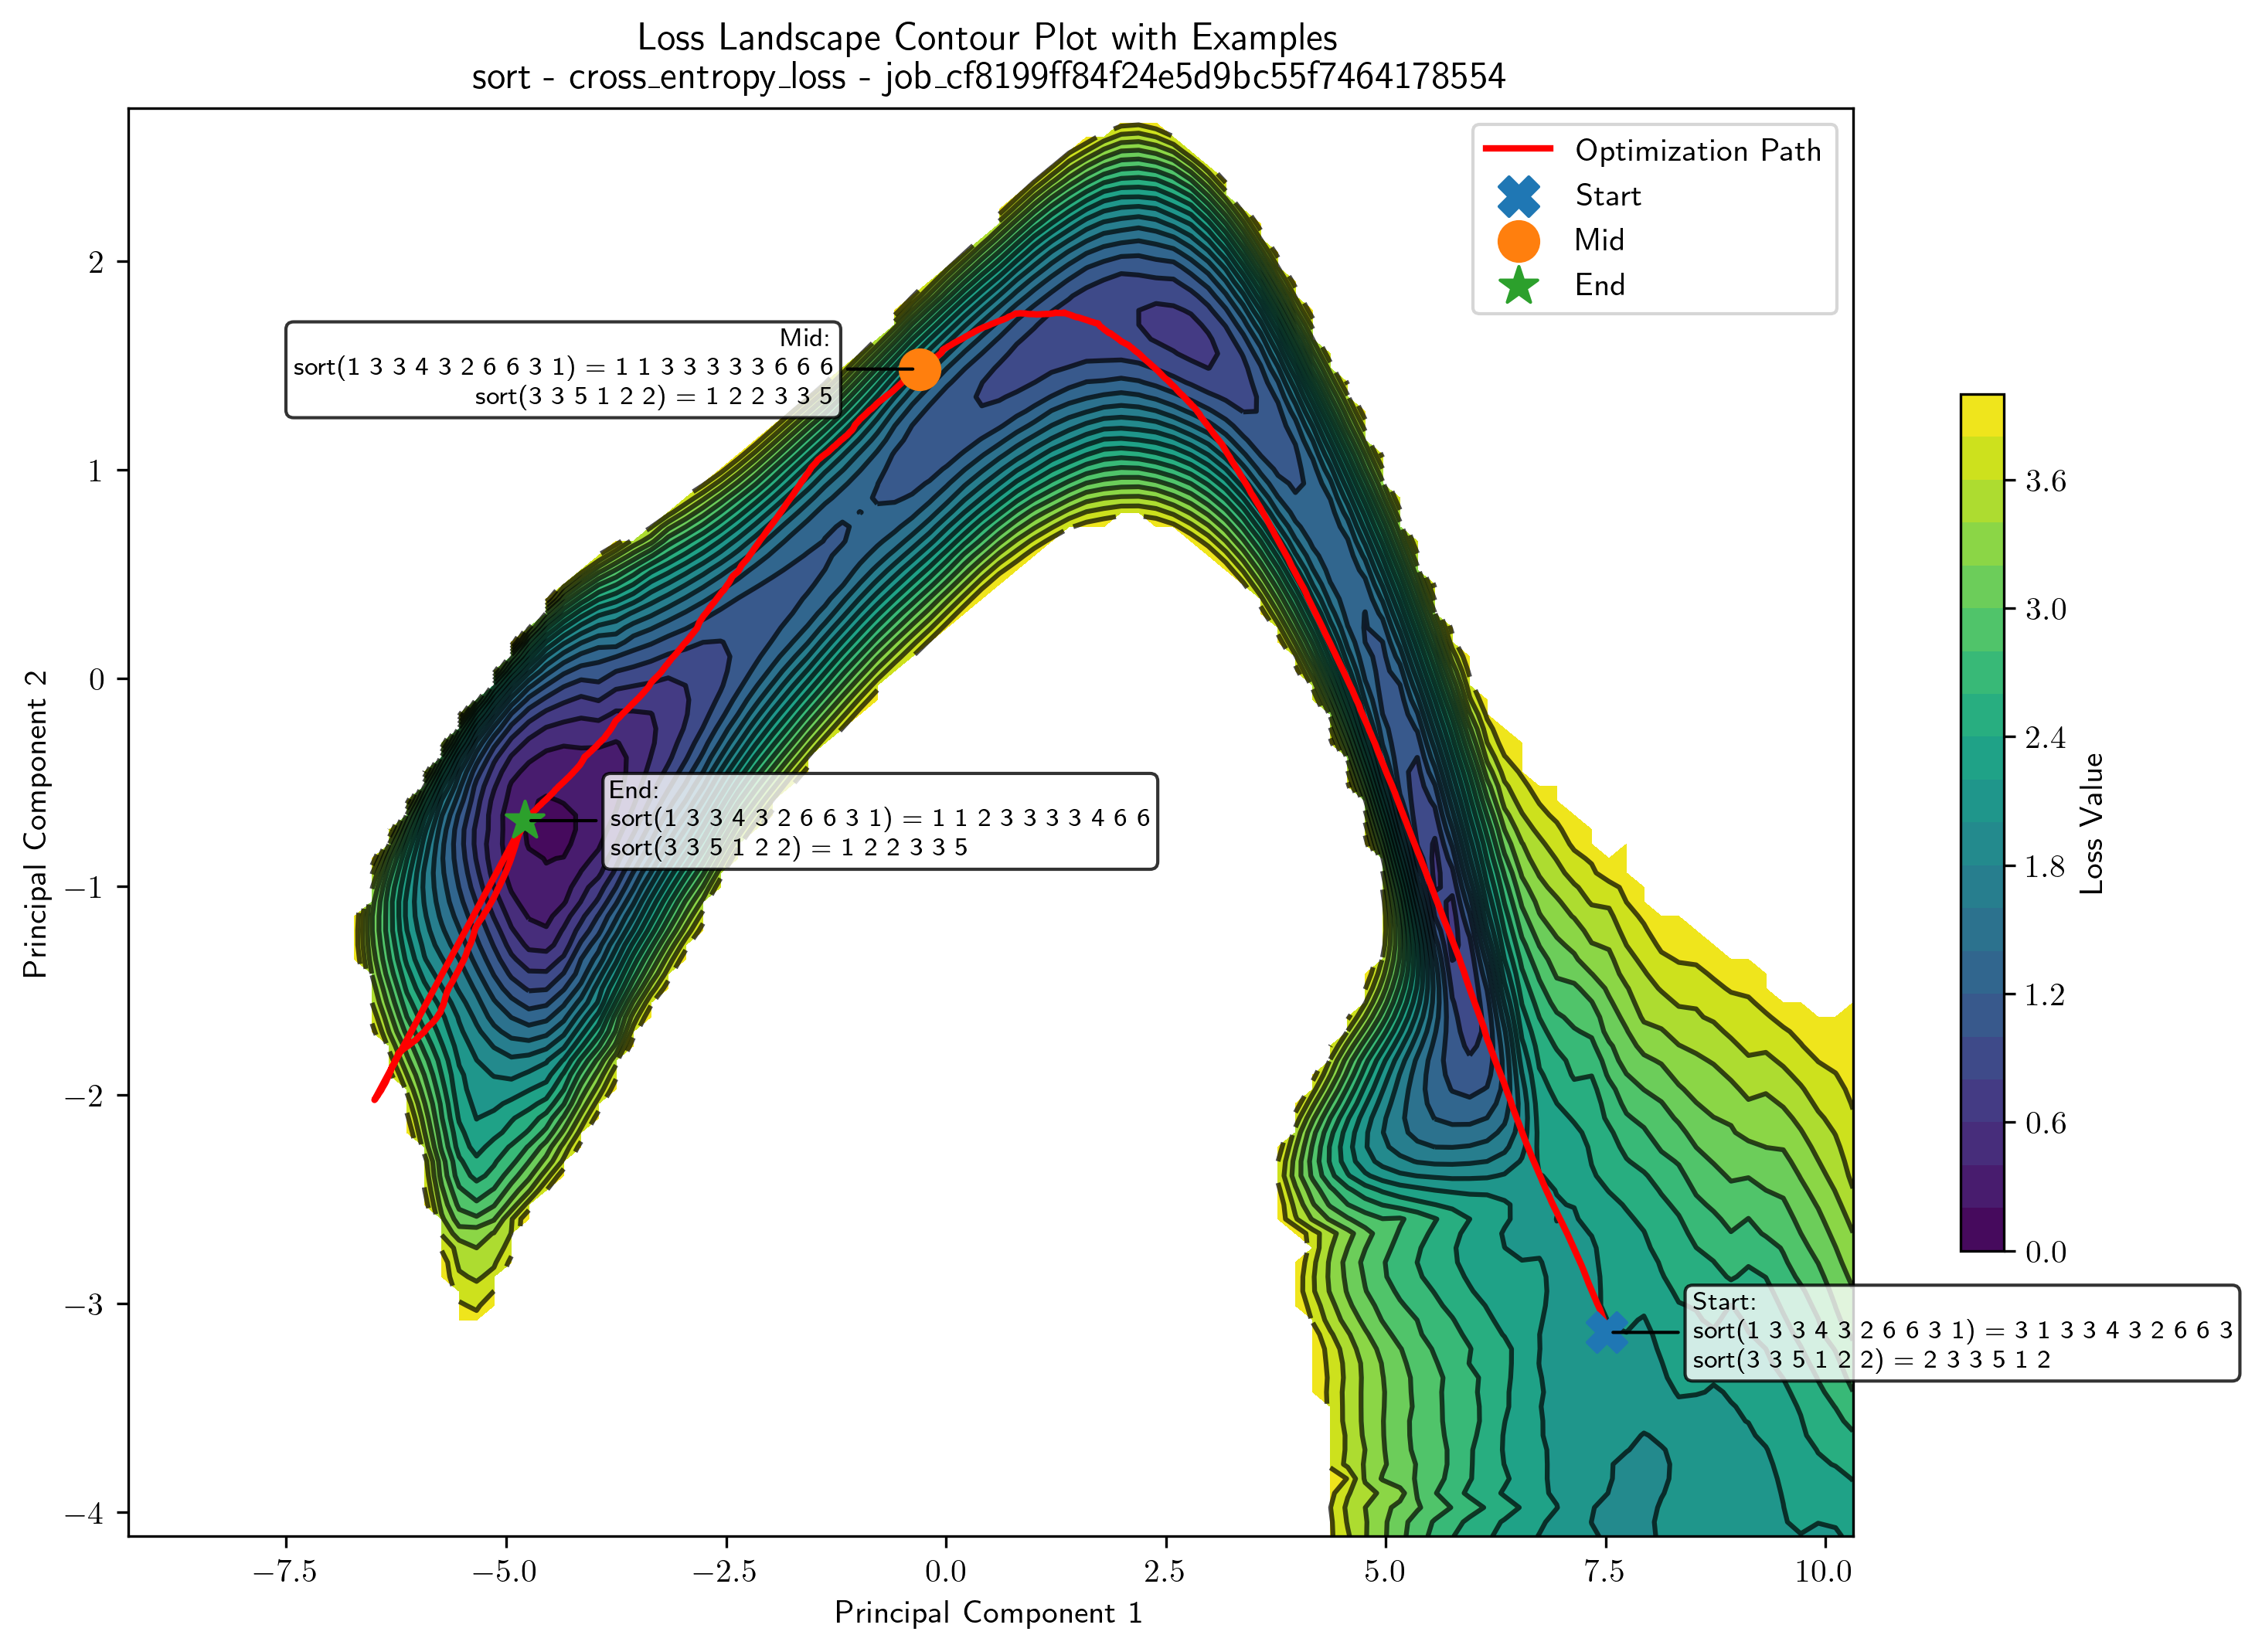 Loss Landscape Contour Plot with Examples
sort - cross_entropy_loss - job_cf8199ff84f24e5d9bc55f7464178554
Optimization Path
Start
Mid
End
Mid:
sort(1 3 3 4 3 2 6 6 3 1) = 1 1 3 3 3 3 3 6 6 6
sort(3 3 5 1 2 2) = 1 2 2 3 3 5
End:
sort(1 3 3 4 3 2 6 6 3 1) = 1 1 2 3 3 3 3 4 6 6
sort(3 3 5 1 2 2) = 1 2 2 3 3 5
Start:
sort(1 3 3 4 3 2 6 6 3 1) = 3 1 3 3 4 3 2 6 6 3
sort(3 3 5 1 2 2) = 2 3 3 5 1 2
Principal Component 2
2
1
0
−1
−2
−3
−4
−7.5
−5.0
−2.5
0.0
2.5
5.0
7.5
10.0
Principal Component 1
3.6
3.0
2.4
1.8
1.2
0.6
0.0
Loss Value